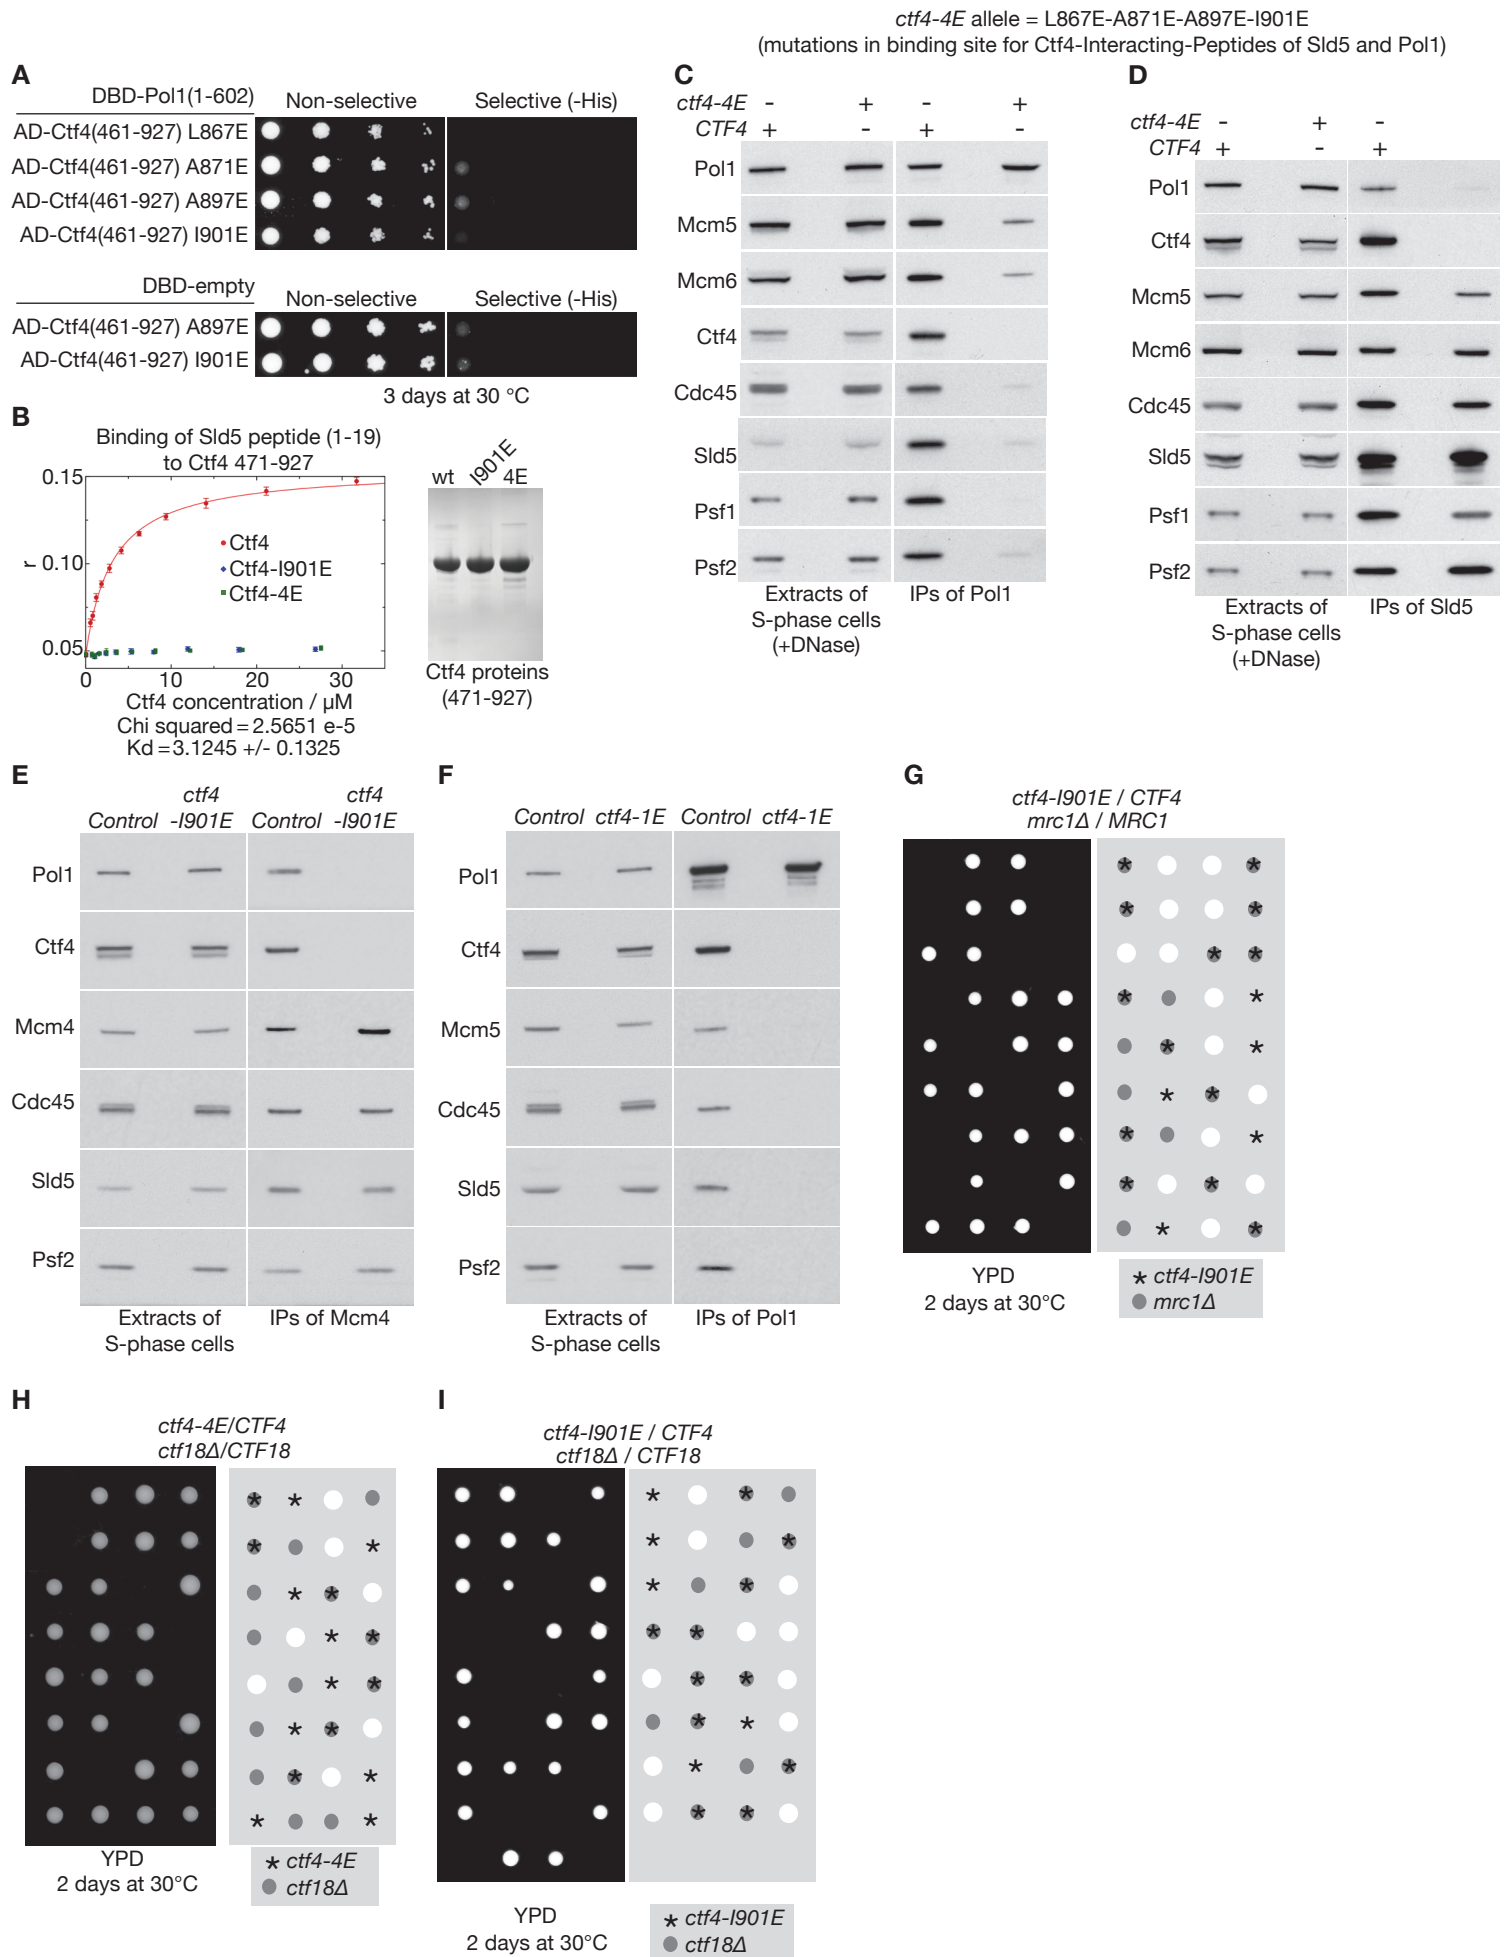 ctf4-4E allele = L867E-A871E-A897E-I901E
(mutations in binding site for Ctf4-Interacting-Peptides of Sld5 and Pol1)
A
DBD-Pol1(1-602)
Non-selective
Selective (-His)
AD-Ctf4(461-927) L867E
AD-Ctf4(461-927) A871E
AD-Ctf4(461-927) A897E
AD-Ctf4(461-927) I901E
DBD-empty
Non-selective
Selective (-His)
AD-Ctf4(461-927) A897E
AD-Ctf4(461-927) I901E
3 days at 30 °C
B
Binding of Sld5 peptide (1-19)
to Ctf4 471-927
0.15
0.10
0.05
r
Ctf4
Ctf4-I901E
Ctf4-4E
0 10 20 30
Ctf4 concentration / µM
Chi squared = 2.5651 e-5
Kd = 3.1245 +/- 0.1325
wt I901E 4E
Ctf4 proteins
(471-927)
C
ctf4-4E - + - +
CTF4 + - + -
Pol1
Mcm5
Mcm6
Ctf4
Cdc45
Sld5
Psf1
Psf2
Extracts of
S-phase cells
(+DNase)
IPs of Pol1
D
ctf4-4E - + -
CTF4 + - +
Pol1
Ctf4
Mcm5
Mcm6
Cdc45
Sld5
Psf1
Psf2
Extracts of
S-phase cells
(+DNase)
IPs of Sld5
E
Control ctf4-I901E Control ctf4-I901E
Pol1
Ctf4
Mcm4
Cdc45
Sld5
Psf2
Extracts of
S-phase cells
IPs of Mcm4
F
Control ctf4-1E Control ctf4-1E
Pol1
Ctf4
Mcm5
Cdc45
Sld5
Psf2
Extracts of
S-phase cells
IPs of Pol1
G
ctf4-I901E / CTF4
mrc1Δ / MRC1
YPD
2 days at 30°C
* ctf4-I901E
mrc1Δ
H
ctf4-4E/CTF4
ctf18Δ/CTF18
YPD
2 days at 30°C
* ctf4-4E
ctf18Δ
I
ctf4-I901E / CTF4
ctf18Δ / CTF18
YPD
2 days at 30°C
* ctf4-I901E
ctf18Δ